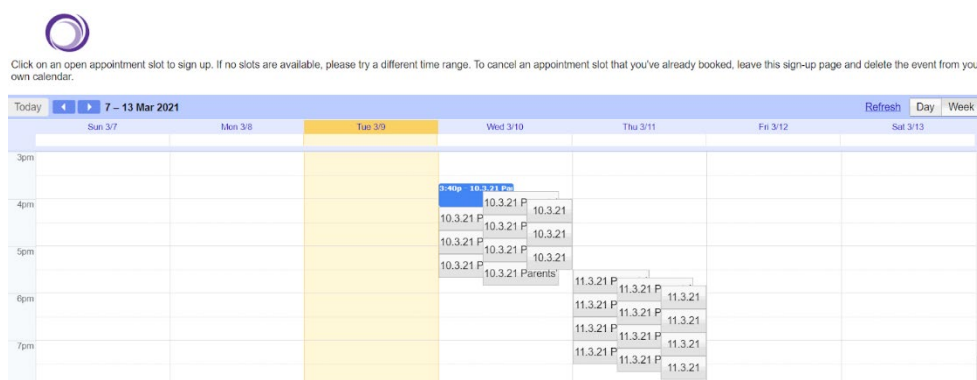 Click on an open appointment slot to sign up. If no slots are available, please try a different time range. To cancel an appointment slot that you've already booked, leave this sign-up page and delete the event from you
own calendar.
Today 7 – 13 Mar 2021 Refresh Day Week
Sun 3/7 Mon 3/8 Tue 3/9 Wed 3/10 Thu 3/11 Fri 3/12 Sat 3/13
3pm
3:40p - 10.3.21 Par
4pm
10.3.21 P
10.3.21
10.3.21 P
10.3.21 P
10.3.21
10.3.21 P
5pm
10.3.21 P
10.3.21
10.3.21 P
10.3.21 Parents'
11.3.21 P
11.3.21 P
6pm
11.3.21
11.3.21 P
11.3.21 P
11.3.21
11.3.21 P
11.3.21 P
7pm
11.3.21
11.3.21 P
11.3.21 P
11.3.21